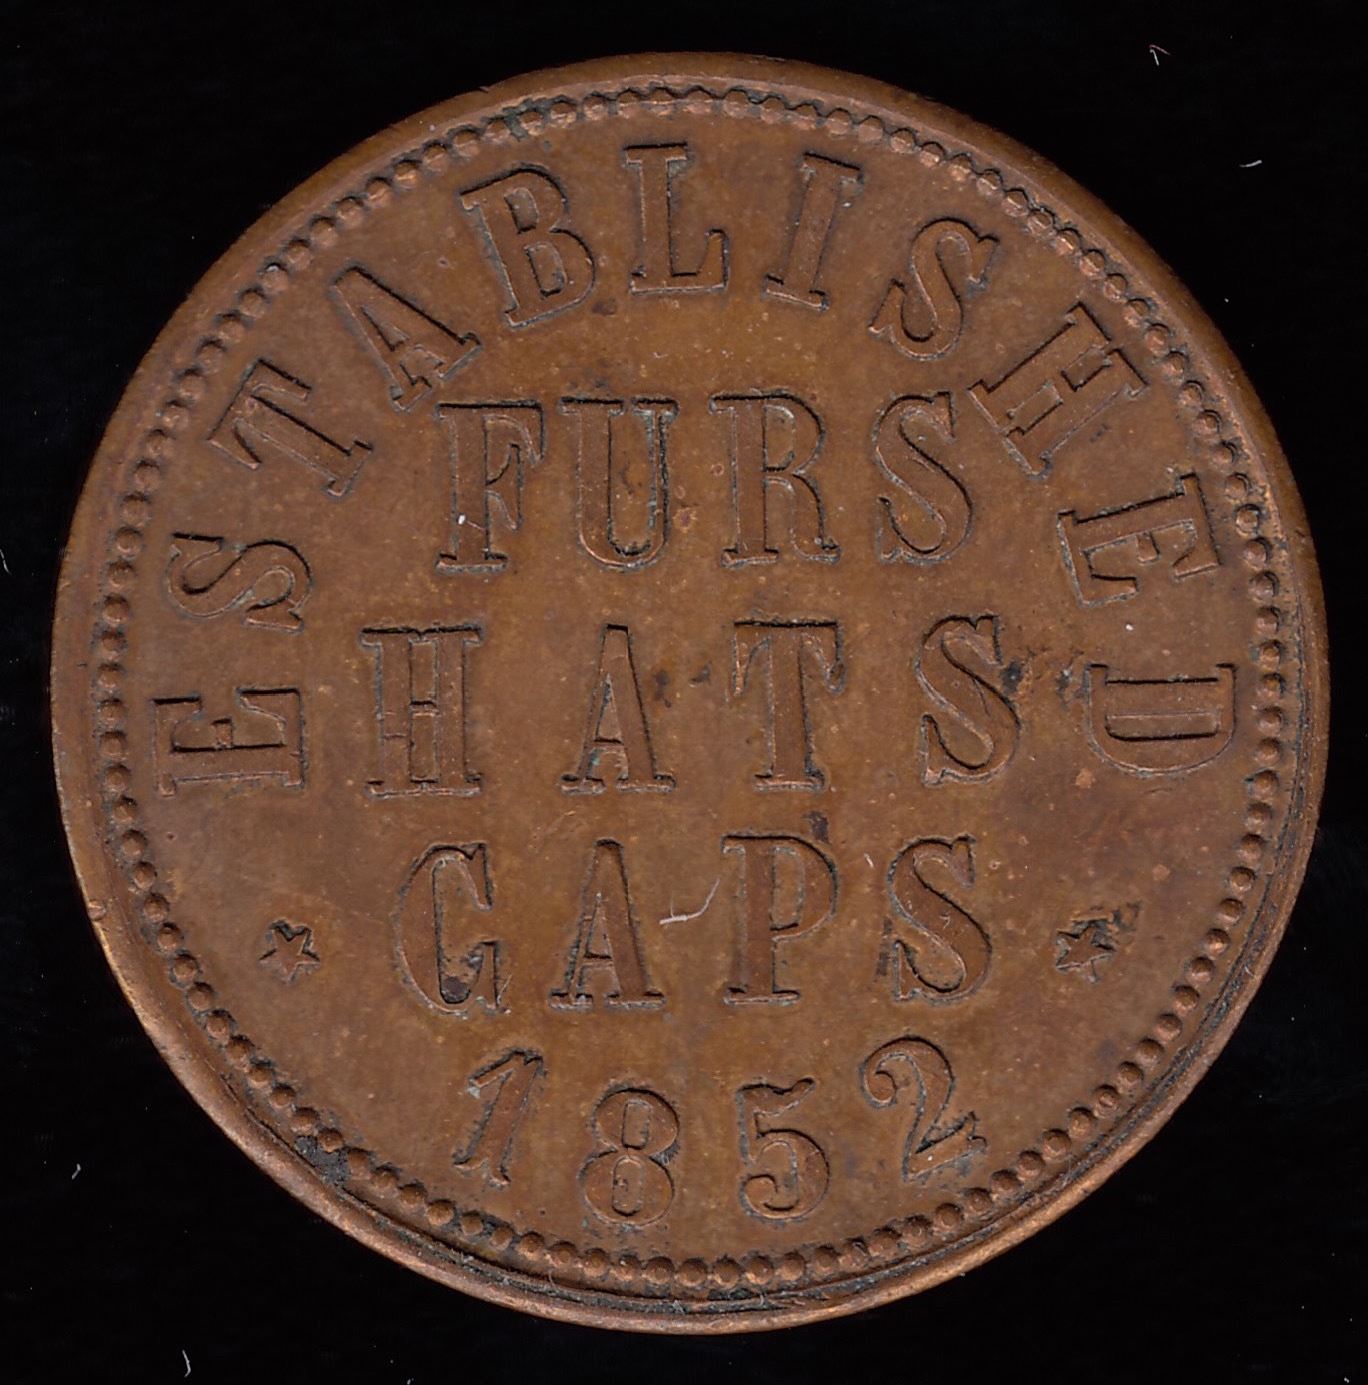 ESTABLISHED
FURS
HATS
CAPS
1852